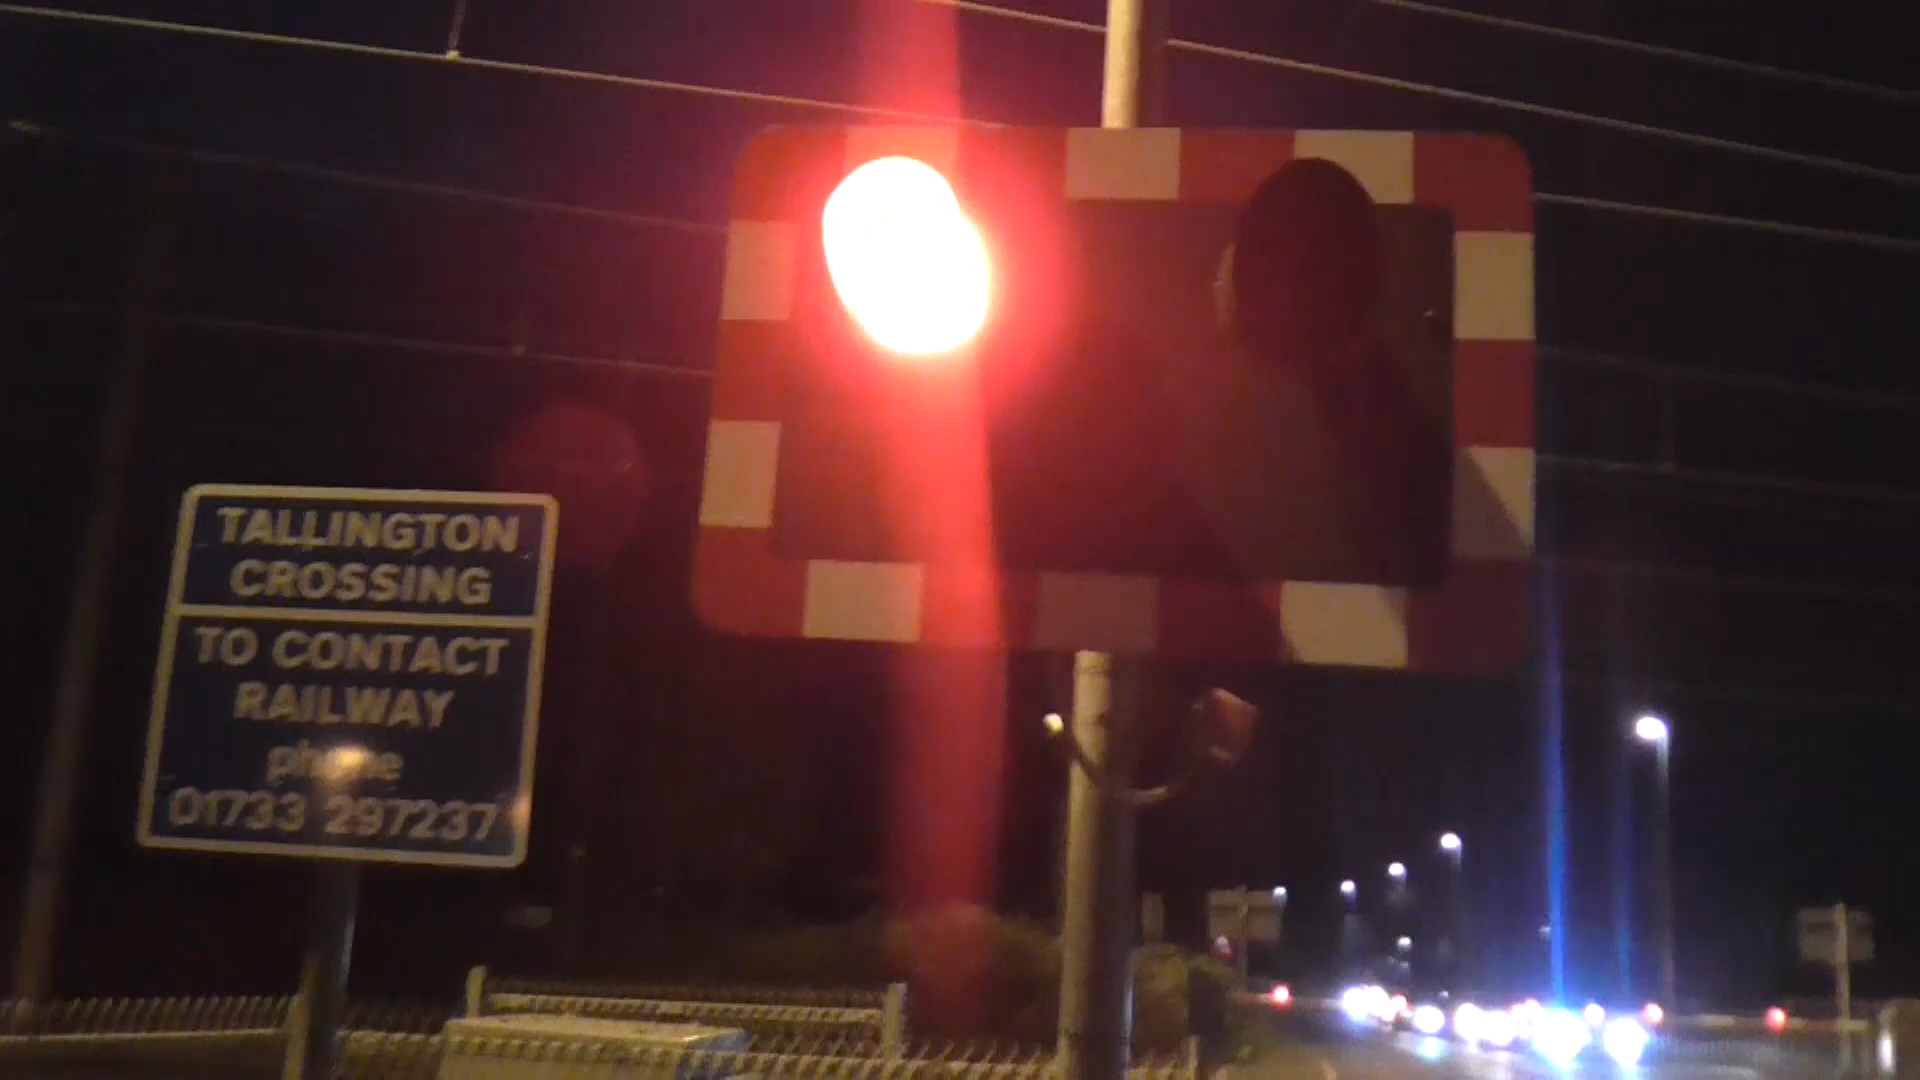 TALLINGTON
CROSSING
TO CONTACT
RAILWAY
phone
01733 297237